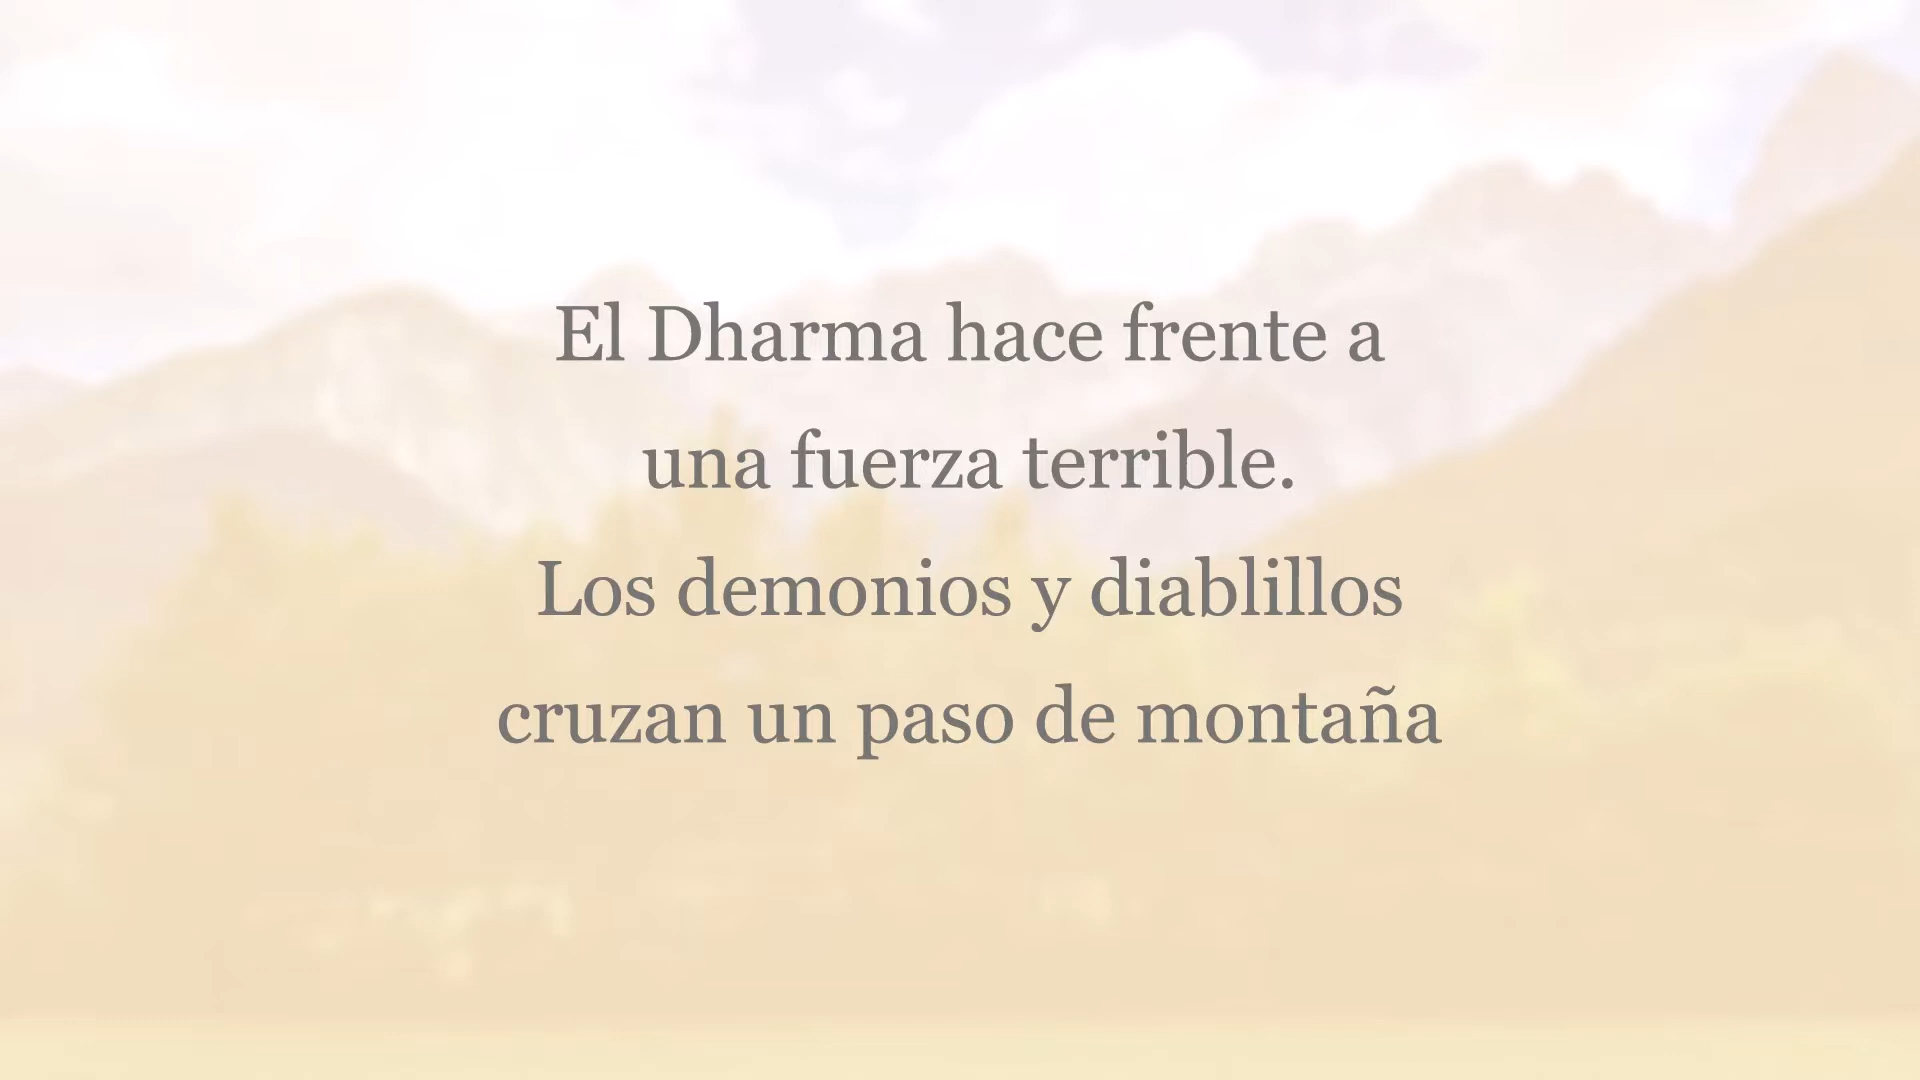 El Dharma hace frente a
una fuerza terrible.
Los demonios y diablillos
cruzan un paso de montaña